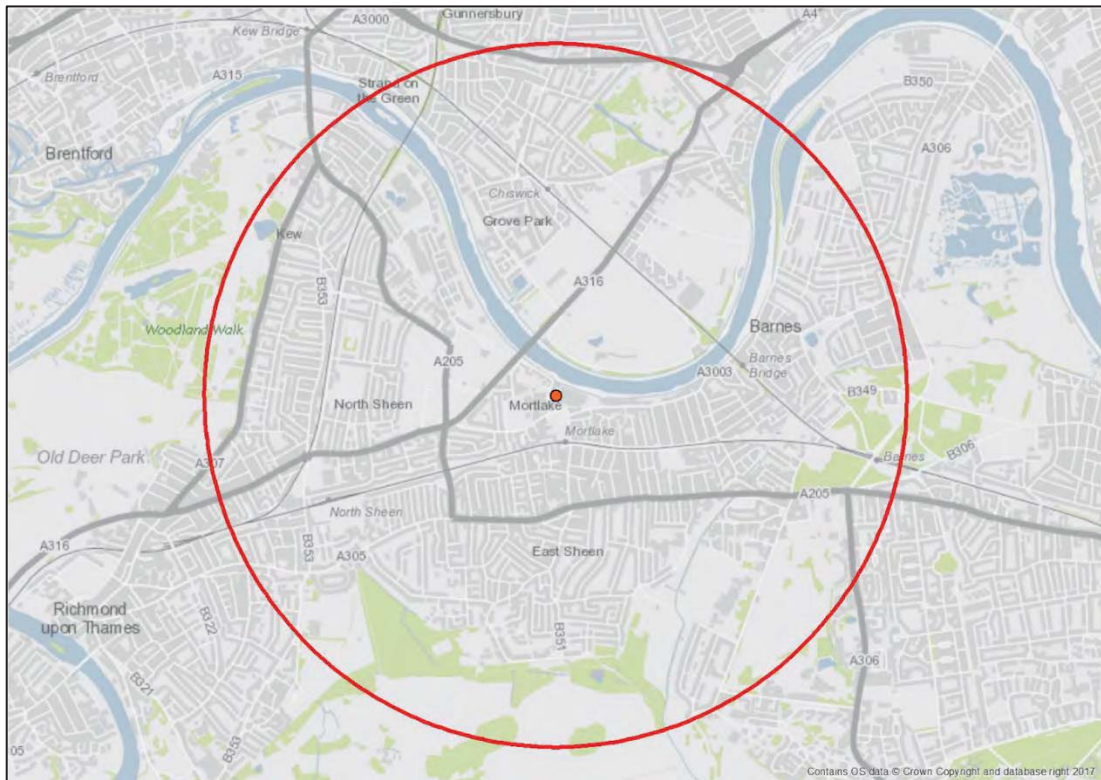 Gunnersbury
A4
A3000
Kew Bridge
Brentford
A315
B350
Strand on
the Green
A306
Brentford
Chiswick
Grove Park
Kew
B353
A316
Woodland Walk
Barnes
A205
Barnes
Bridge
A3003
B349
North Sheen
Mortlake
Mortlake
Old Deer Park
A307
B306
Barnes
North Sheen
A205
A316
B353
A305
East Sheen
Richmond
upon Thames
B322
B351
A306
B321
B353
05
Contains OS data © Crown Copyright and database right 2017